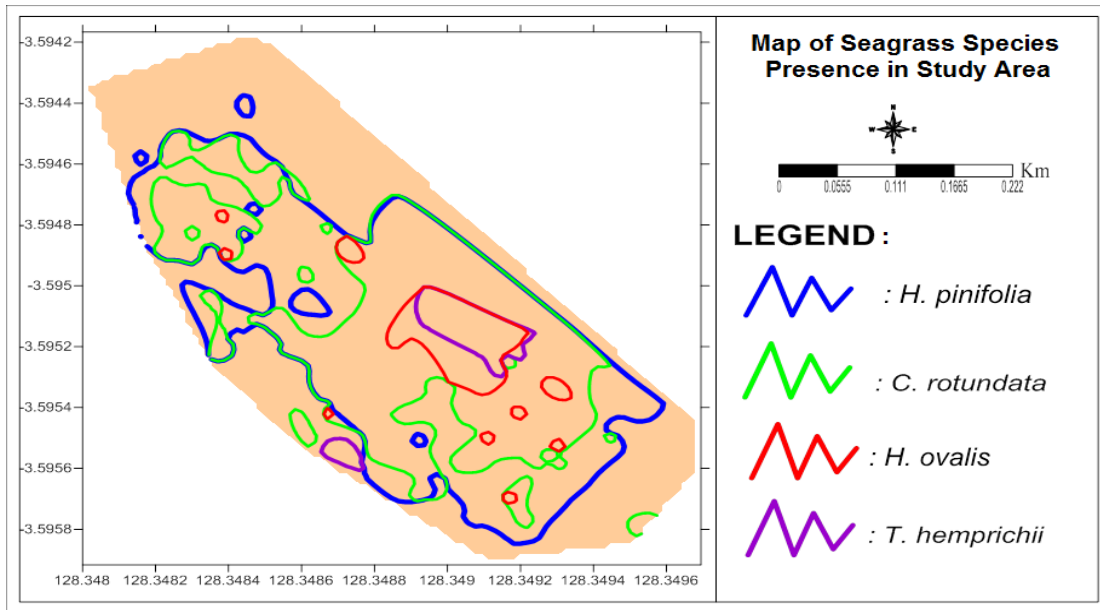 -3.5942
-3.5944
-3.5946
-3.5948
-3.595
-3.5952
-3.5954
-3.5956
-3.5958
128.348 128.3482 128.3484 128.3486 128.3488 128.349 128.3492 128.3494 128.3496
Map of Seagrass Species
Presence in Study Area
N
W E
S
Km
0 0.0555 0.111 0.1665 0.222
LEGEND :
: H. pinifolia
: C. rotundata
: H. ovalis
: T. hemprichii